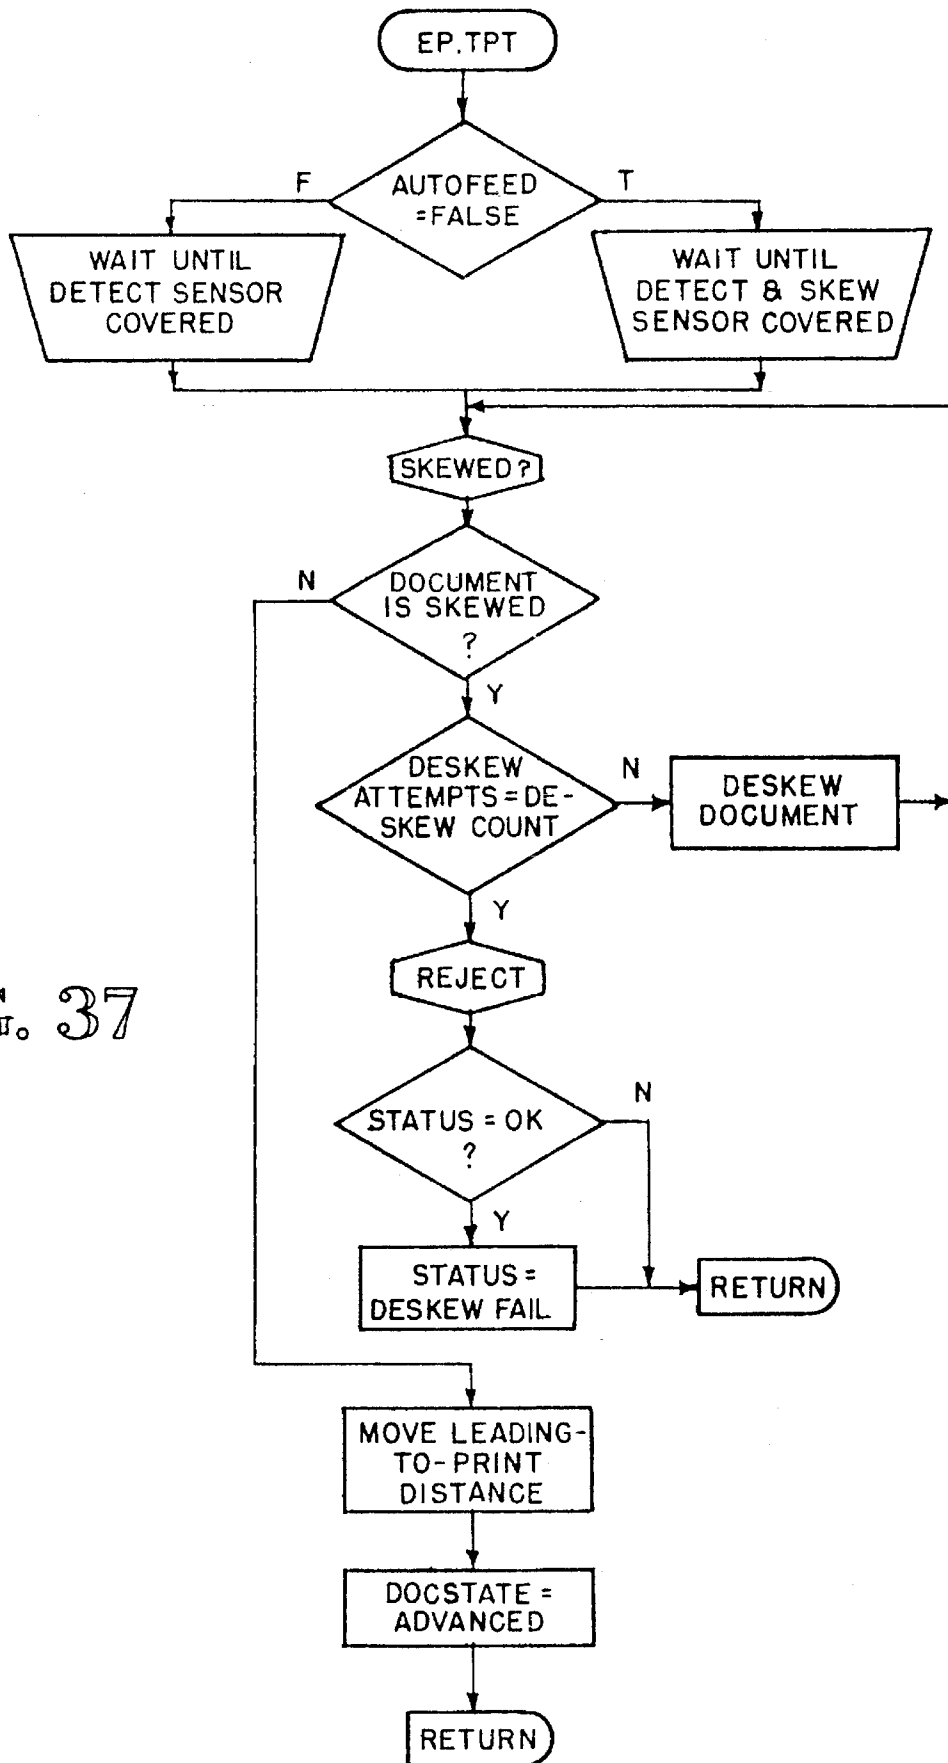 EP.TPT
AUTOFEED
=FALSE
F
T
WAIT UNTIL
DETECT SENSOR
COVERED
WAIT UNTIL
DETECT & SKEW
SENSOR COVERED
SKEWED?
N
DOCUMENT
IS SKEWED
?
Y
DESKEW
ATTEMPTS=DE-
SKEW COUNT
N
DESKEW
DOCUMENT
Y
REJECT
G. 37
STATUS = OK
?
N
Y
STATUS =
DESKEW FAIL
RETURN
MOVE LEADING-
TO-PRINT
DISTANCE
DOCSTATE =
ADVANCED
RETURN